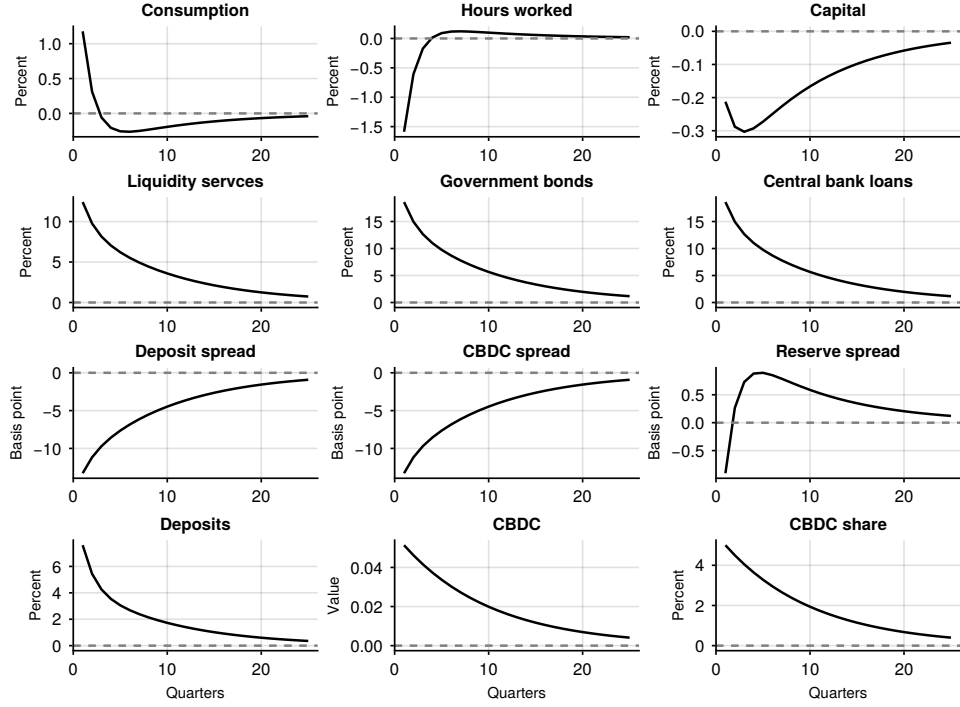 Consumption
Hours worked
Capital
Percent
1.0
0.5
0.0
0 10 20
Percent
0.0
−0.5
−1.0
−1.5
0 10 20
Percent
0.0
−0.1
−0.2
−0.3
0 10 20
Liquidity servces
Government bonds
Central bank loans
Percent
10
5
0
0 10 20
Percent
15
10
5
0
0 10 20
Percent
15
10
5
0
0 10 20
Deposit spread
CBDC spread
Reserve spread
Basis point
0
−5
−10
0 10 20
Basis point
0
−5
−10
0 10 20
Basis point
0.5
0.0
−0.5
0 10 20
Deposits
CBDC
CBDC share
Percent
6
4
2
0
0 10 20
Quarters
Value
0.04
0.02
0.00
0 10 20
Quarters
Percent
4
2
0
0 10 20
Quarters